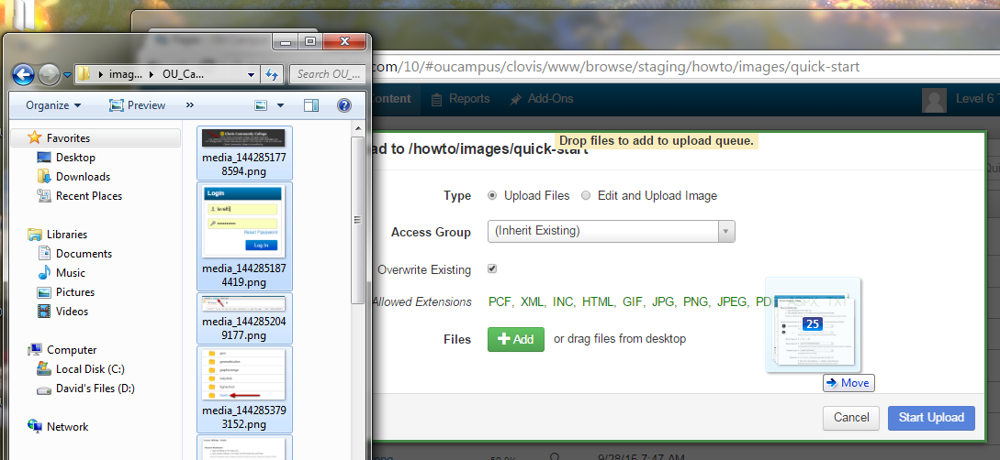 imag...
OU_Ca...
Search OU_...
Organize
Preview
»
Favorites
Desktop
Downloads
Recent Places
Libraries
Documents
Music
Pictures
Videos
Computer
Local Disk (C:)
David's Files (D:)
Network
Clovis Community College
media_144285177
8594.png
Login
level6
Reset Password
Log In
media_144285187
4419.png
media_144285204
9177.png
media_144285379
3152.png
com/10/#oucampus/clovis/www/browse/staging/howto/images/quick-start
ontent
Reports
Add-Ons
Level 6
Drop files to add to upload queue.
ad to /howto/images/quick-start
Type
Upload Files
Edit and Upload Image
Access Group
(Inherit Existing)
Overwrite Existing
Allowed Extensions
PCF, XML, INC, HTML, GIF, JPG, PNG, JPEG,
Files
Add
or drag files from desktop
25
Move
Cancel
Start Upload
9/28/15 7:47 AM